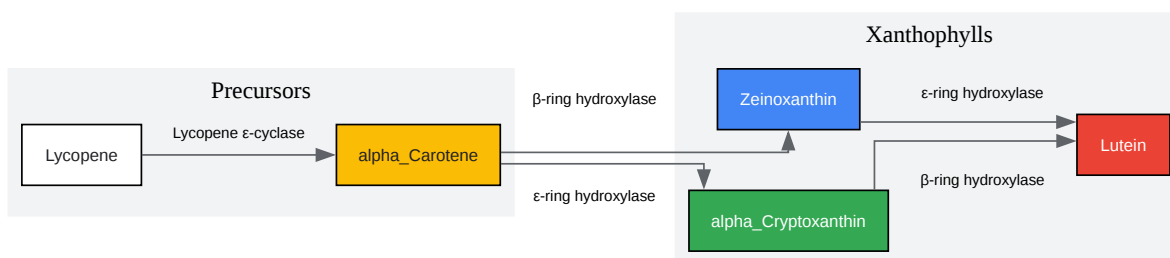 Xanthophylls
Precursors
β-ring hydroxylase
Zeinoxanthin
ε-ring hydroxylase
Lycopene
Lycopene ε-cyclase
alpha_Carotene
Lutein
ε-ring hydroxylase
alpha_Cryptoxanthin
β-ring hydroxylase